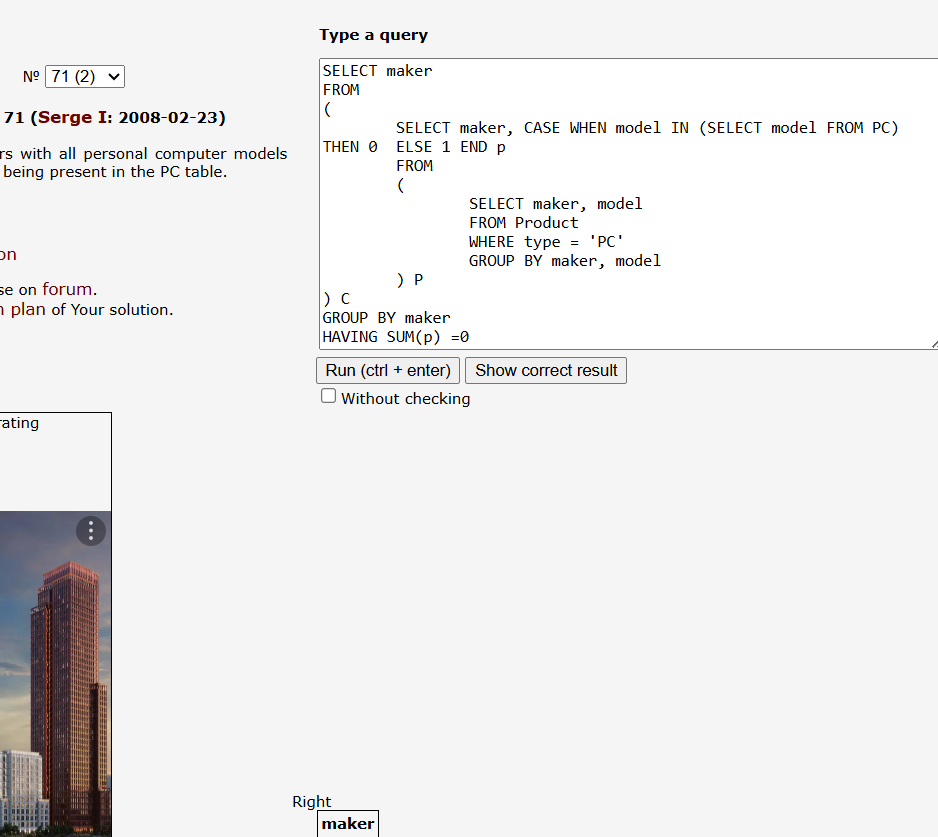 Type a query
Nº 71 (2)
71 (Serge I: 2008-02-23)
rs with all personal computer models
being present in the PC table.
on
se on forum.
n plan of Your solution.
SELECT maker
FROM
(
SELECT maker, CASE WHEN model IN (SELECT model FROM PC)
THEN 0  ELSE 1 END p
FROM
(
SELECT maker, model
FROM Product
WHERE type = 'PC'
GROUP BY maker, model
) P
) C
GROUP BY maker
HAVING SUM(p) =0
Run (ctrl + enter) Show correct result
Without checking
rating
Right
maker